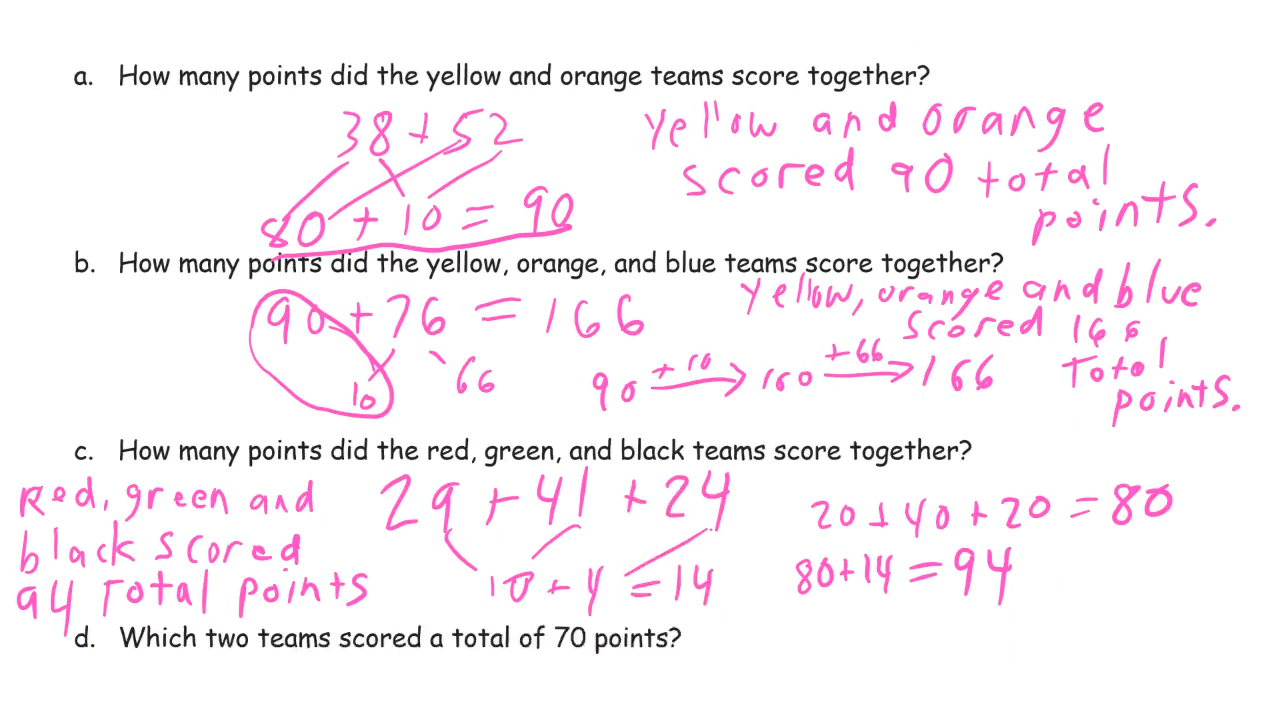 a. How many points did the yellow and orange teams score together?
38 + 52
80 + 10 = 90
Yellow and orange
scored 90 total
points.
b. How many points did the yellow, orange, and blue teams score together?
90 + 76 = 166
10
66
Yellow, orange and blue
scored 166
Total
points.
90 +10 → 100 +66 → 166
c. How many points did the red, green, and black teams score together?
Red, green and
black scored
94 Total points
29 + 41 + 24
10 + 4 = 14
20 + 40 + 20 = 80
80 + 14 = 94
d. Which two teams scored a total of 70 points?